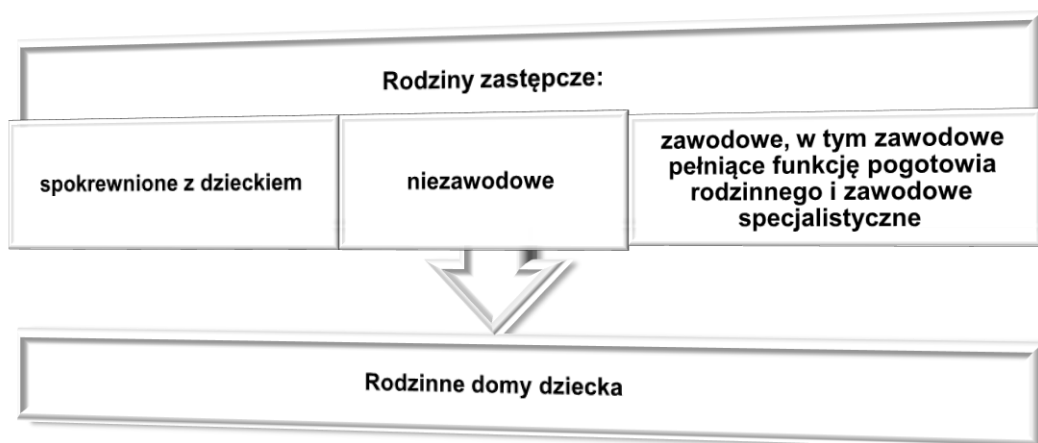 Rodziny zastępcze:
spokrewnione z dzieckiem
niezawodowe
zawodowe, w tym zawodowe
pełniące funkcję pogotowia
rodzinnego i zawodowe
specjalistyczne
Rodzinne domy dziecka